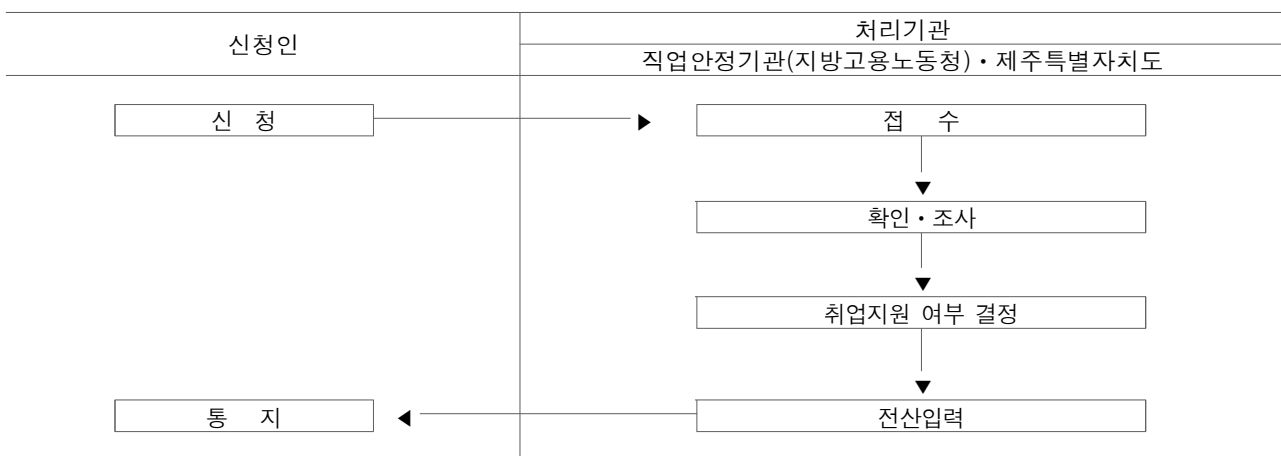 신청인
처리기관
직업안정기관(지방고용노동청)・제주특별자치도
신 청
접 수
확인・조사
취업지원 여부 결정
전산입력
통 지